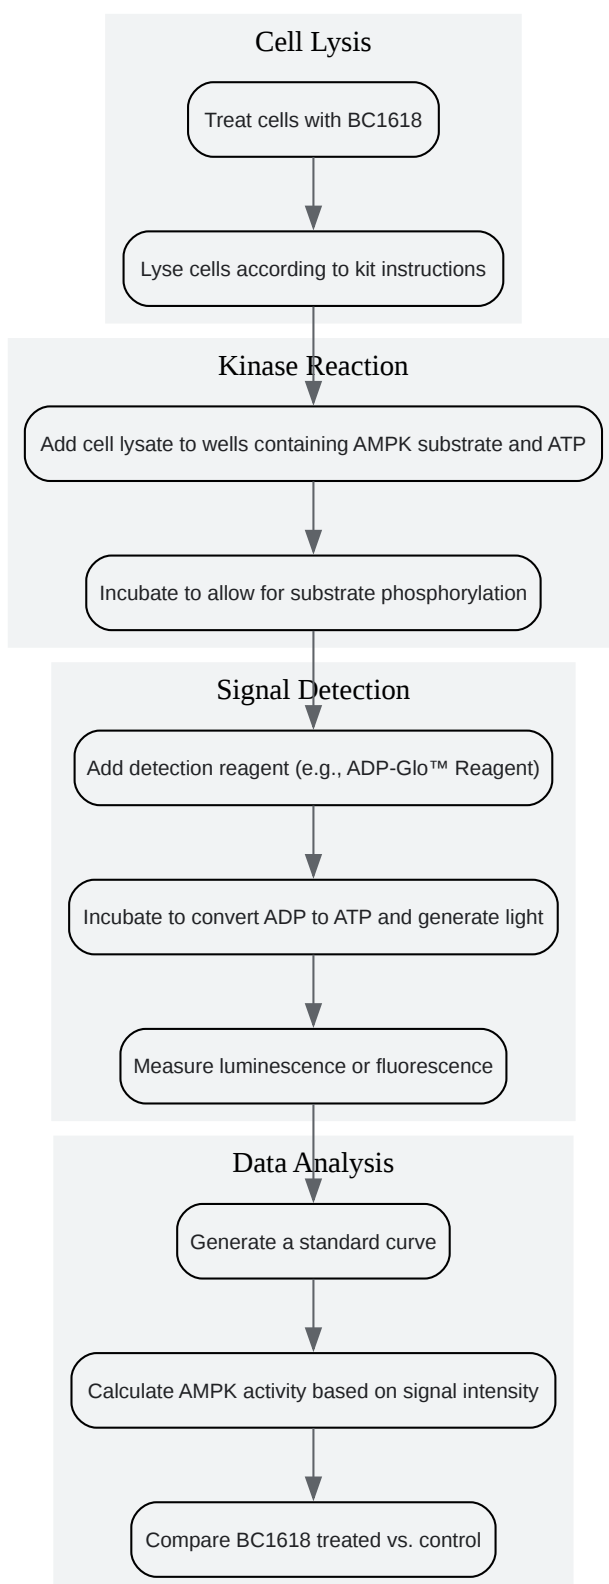 Cell Lysis
Treat cells with BC1618
Lyse cells according to kit instructions
Kinase Reaction
Add cell lysate to wells containing AMPK substrate and ATP
Incubate to allow for substrate phosphorylation
Signal Detection
Add detection reagent (e.g., ADP-Glo™ Reagent)
Incubate to convert ADP to ATP and generate light
Measure luminescence or fluorescence
Data Analysis
Generate a standard curve
Calculate AMPK activity based on signal intensity
Compare BC1618 treated vs. control